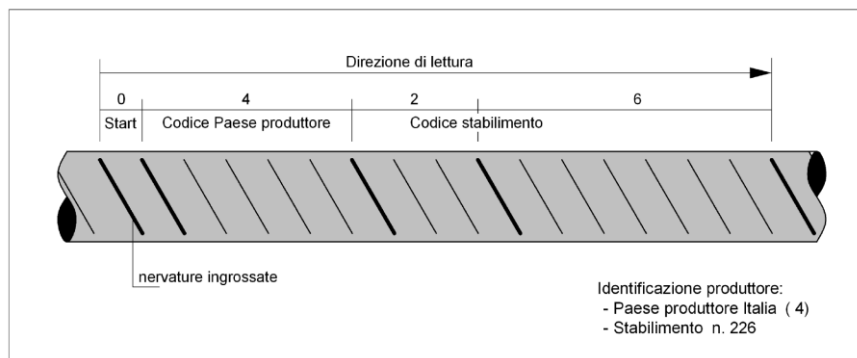 Direzione di lettura
0 4 2 6
Start Codice Paese produttore Codice stabilimento
nervature ingrossate
Identificazione produttore:
- Paese produttore Italia ( 4)
- Stabilimento n. 226